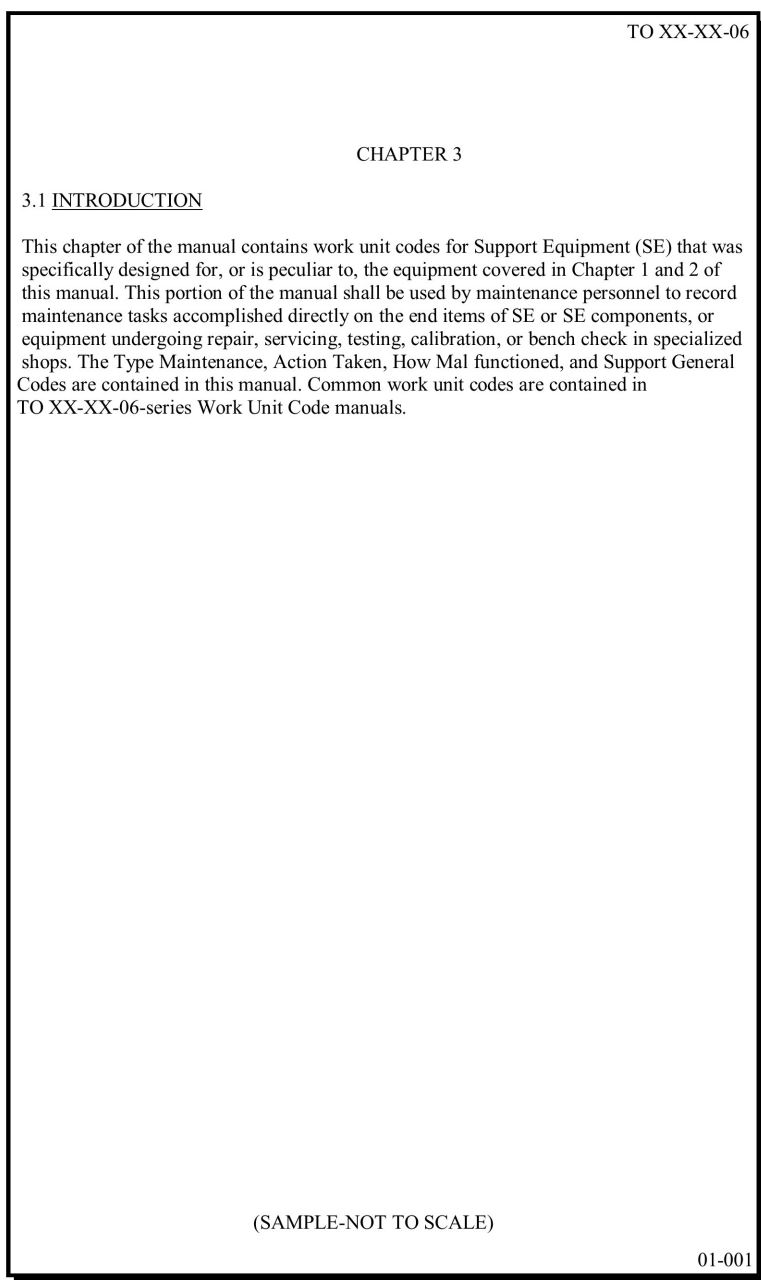 TO XX-XX-06
CHAPTER 3
3.1 INTRODUCTION
This chapter of the manual contains work unit codes for Support Equipment (SE) that was
specifically designed for, or is peculiar to, the equipment covered in Chapter 1 and 2 of
this manual. This portion of the manual shall be used by maintenance personnel to record
maintenance tasks accomplished directly on the end items of SE or SE components, or
equipment undergoing repair, servicing, testing, calibration, or bench check in specialized
shops. The Type Maintenance, Action Taken, How Mal functioned, and Support General
Codes are contained in this manual. Common work unit codes are contained in
TO XX-XX-06-series Work Unit Code manuals.
(SAMPLE-NOT TO SCALE)
01-001